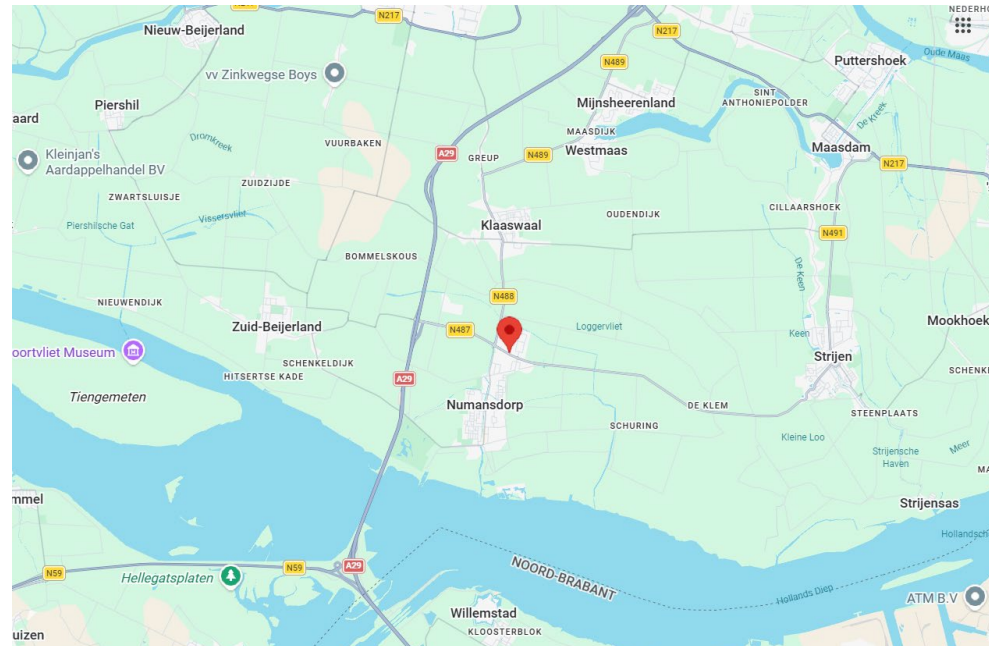 NEDERHO
N217
Nieuw-Beijerland
N217
Oude Maas
Puttershoek
N489
vv Zinkwegse Boys
SINT
ANTHONIEPOLDER
Mijnsheerenland
Piershil
De Kreek
aard
MAASDIJK
Dromkreek
VUURBAKEN
Maasdam
Westmaas
A29
GREUP
N489
Kleinjan's
Aardappelhandel BV
N217
ZUIDZIJDE
ZWARTSLUISJE
CILLAARSHOEK
OUDENDIJK
Vissersvliet
Piershilsche Gat
Klaaswaal
N491
BOMMELSKOUS
De Keen
N488
NIEUWENDIJK
Mookhoek
Zuid-Beijerland
N487
Loggervliet
Keen
oortvliet Museum
Strijen
SCHENKELDIJK
SCHENKE
HITSERTSE KADE
A29
Tiengemeten
Numansdorp
DE KLEM
STEENPLAATS
SCHURING
Kleine Loo
Strijensche
Haven
Meer
MA
mmel
Strijensas
Hollandsch
NOORD-BRABANT
N59
Hellegatsplaten
N59
A29
Hollands Diep
ATM B.V
Willemstad
KLOOSTERBLOK
uizen